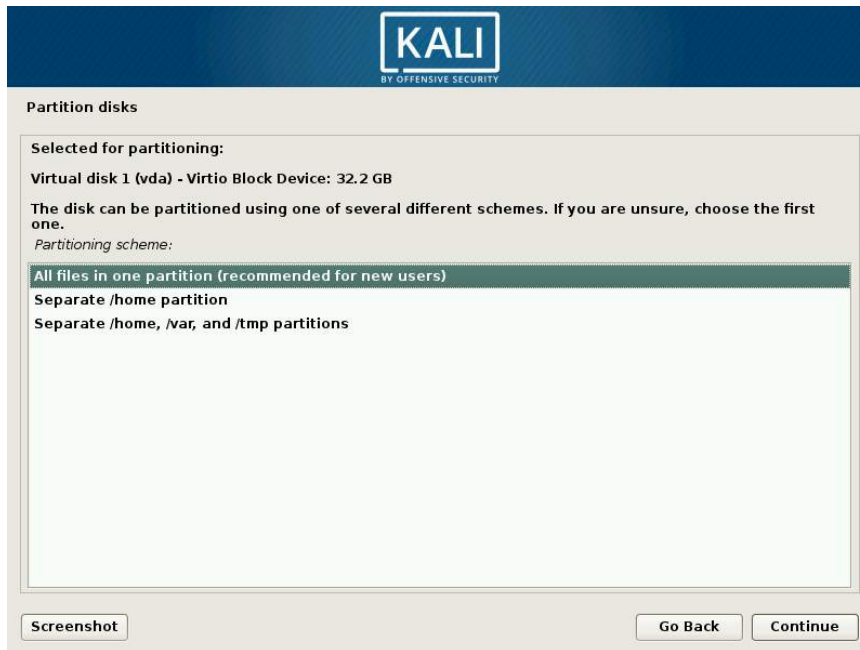 KALI
BY OFFENSIVE SECURITY
Partition disks
Selected for partitioning:
Virtual disk 1 (vda) - Virtio Block Device: 32.2 GB
The disk can be partitioned using one of several different schemes. If you are unsure, choose the first
one.
Partitioning scheme:
All files in one partition (recommended for new users)
Separate /home partition
Separate /home, /var, and /tmp partitions
Screenshot
Go Back
Continue